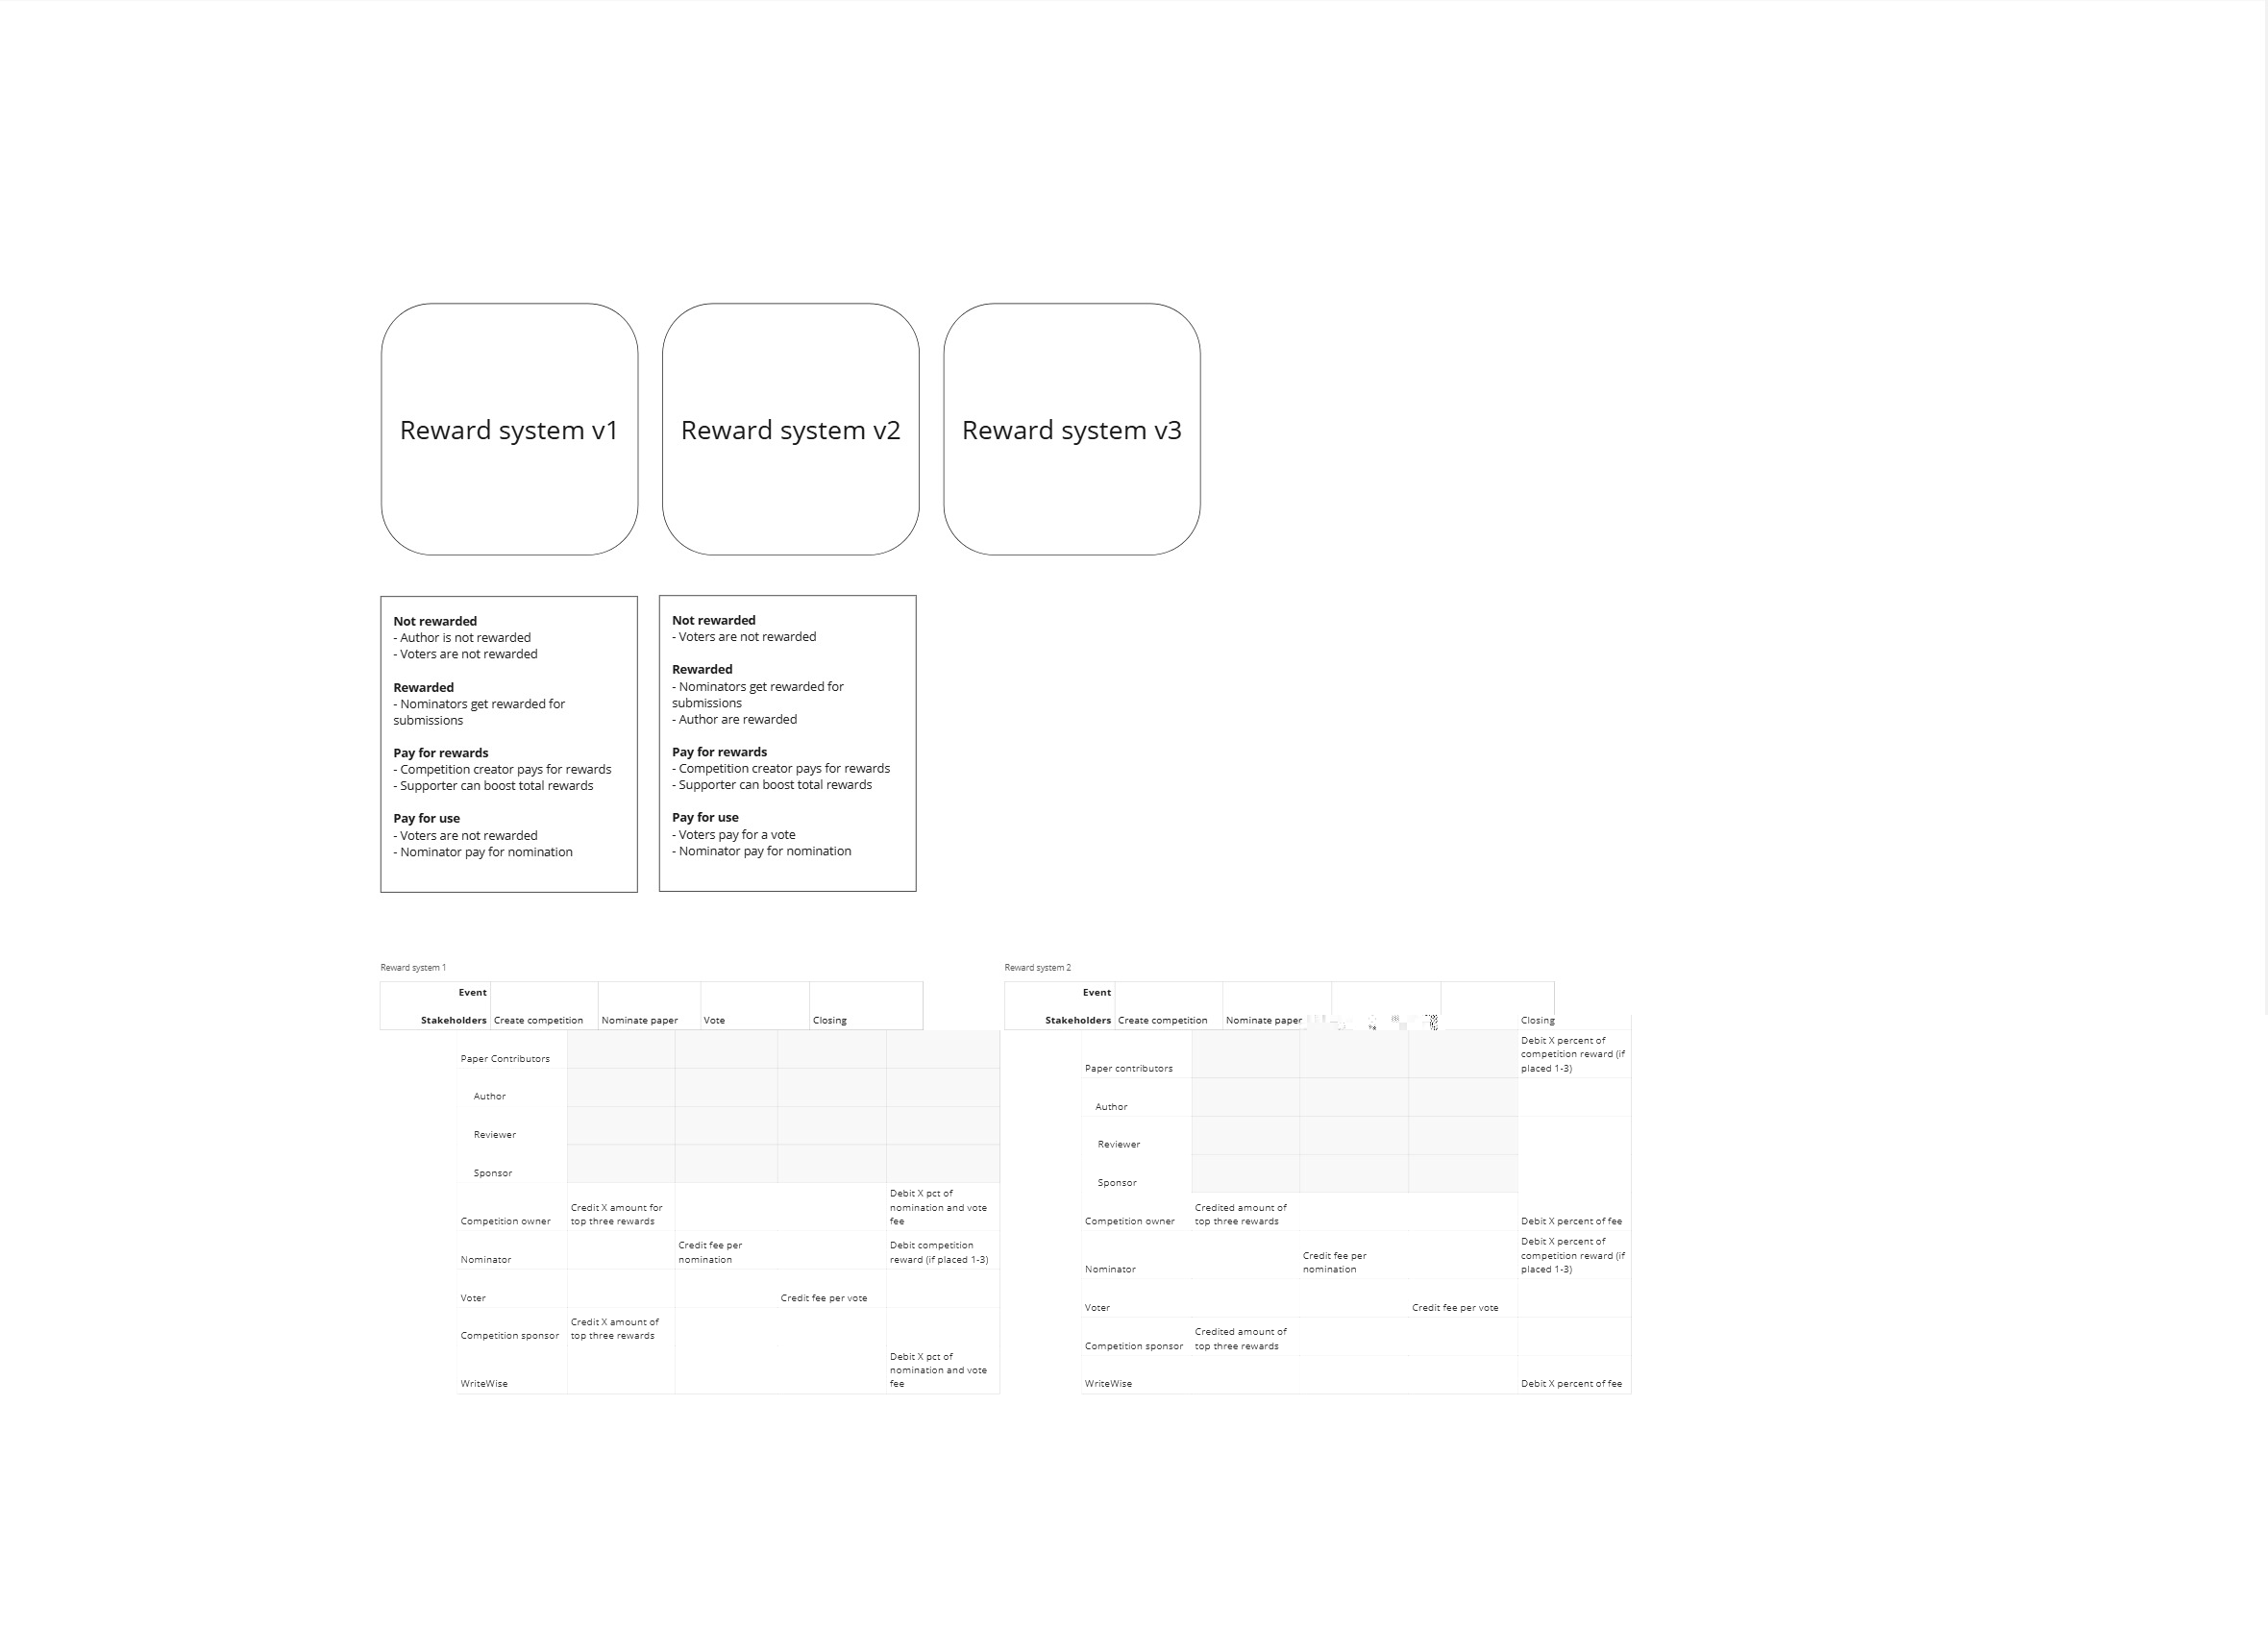 Reward system v1
Reward system v2
Reward system v3
Not rewarded
- Author is not rewarded
- Voters are not rewarded
Rewarded
- Nominators get rewarded for
submissions
Pay for rewards
- Competition creator pays for rewards
- Supporter can boost total rewards
Pay for use
- Voters are not rewarded
- Nominator pay for nomination
Not rewarded
- Voters are not rewarded
Rewarded
- Nominators get rewarded for
submissions
- Author are rewarded
Pay for rewards
- Competition creator pays for rewards
- Supporter can boost total rewards
Pay for use
- Voters pay for a vote
- Nominator pay for nomination
Reward system 1
Event
Stakeholders Create competition Nominate paper Vote Closing
Paper Contributors
Author
Reviewer
Sponsor
Competition owner
Credit X amount for
top three rewards
Debit X pct of
nomination and vote
fee
Nominator
Credit fee per
nomination
Debit competition
reward (if placed 1-3)
Voter
Credit fee per vote
Competition sponsor
Credit X amount of
top three rewards
WriteWise
Debit X pct of
nomination and vote
fee
Reward system 2
Event
Stakeholders Create competition Nominate paper Closing
Paper contributors
Debit X percent of
competition reward (if
placed 1-3)
Author
Reviewer
Sponsor
Competition owner
Credited amount of
top three rewards
Debit X percent of fee
Nominator
Credit fee per
nomination
Debit X percent of
competition reward (if
placed 1-3)
Voter
Credit fee per vote
Competition sponsor
Credited amount of
top three rewards
WriteWise
Debit X percent of fee